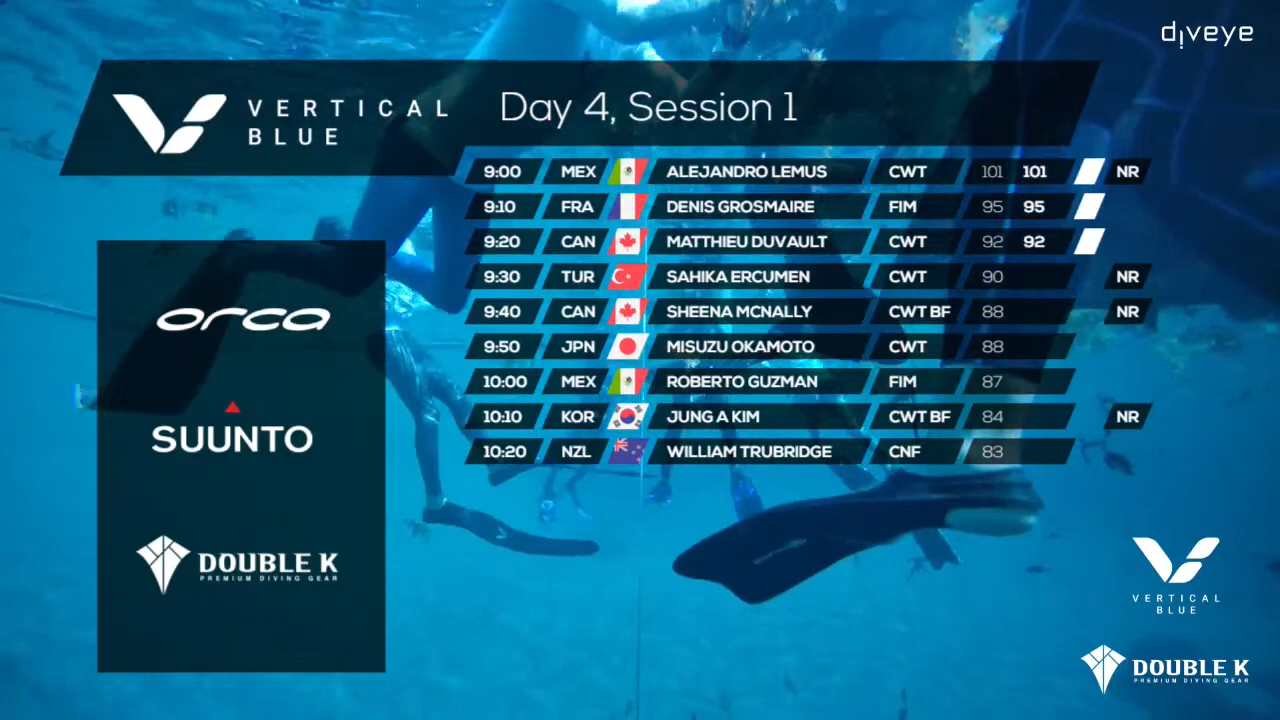 diveye
VERTICAL
BLUE
Day 4, Session 1
9:00 MEX ALEJANDRO LEMUS CWT 101 101 NR
9:10 FRA DENIS GROSMAIRE FIM 95 95
9:20 CAN MATTHIEU DUVAULT CWT 92 92
9:30 TUR SAHIKA ERCUMEN CWT 90 NR
9:40 CAN SHEENA MCNALLY CWT BF 88 NR
9:50 JPN MISUZU OKAMOTO CWT 88
10:00 MEX ROBERTO GUZMAN FIM 87
10:10 KOR JUNG A KIM CWT BF 84 NR
10:20 NZL WILLIAM TRUBRIDGE CNF 83
orca
SUUNTO
DOUBLE K
PREMIUM DIVING GEAR
VERTICAL
BLUE
DOUBLE K
PREMIUM DIVING GEAR